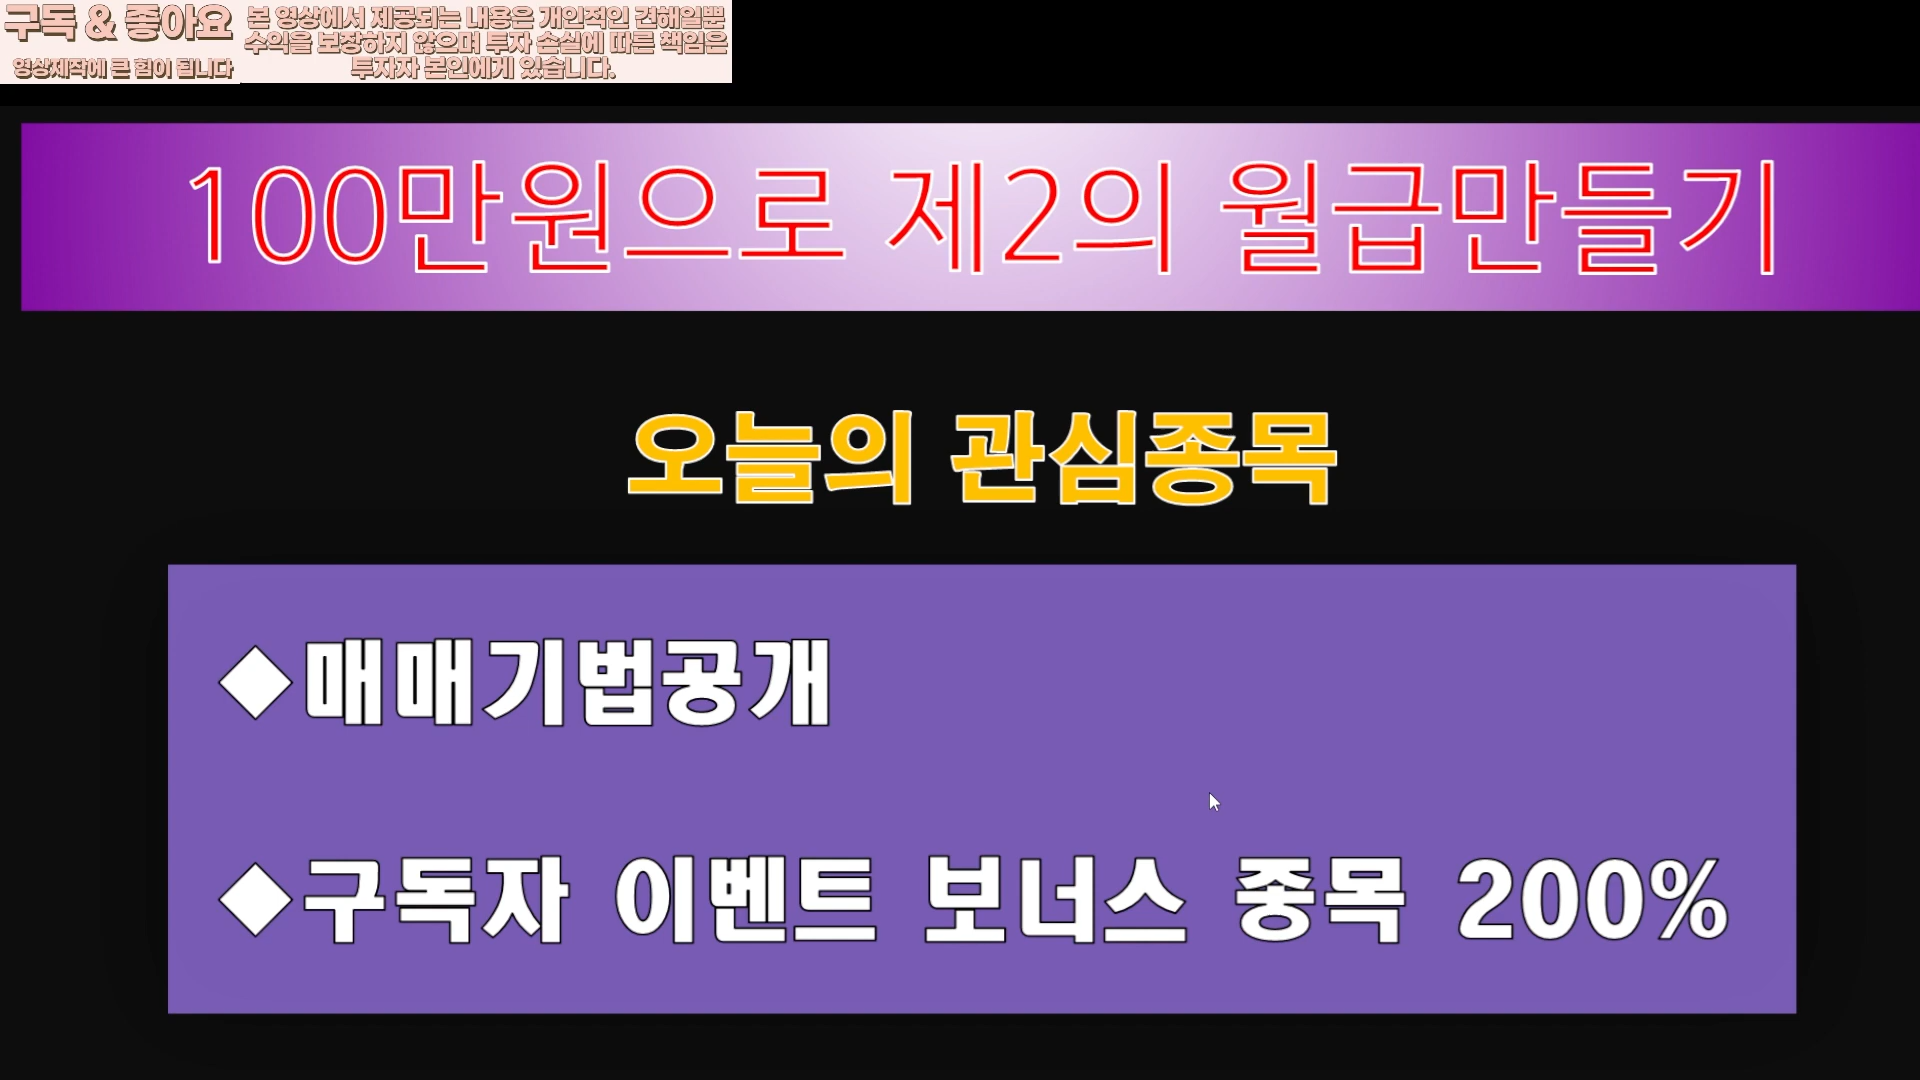 구독 & 좋아요
영상제작에 큰 힘이 됩니다
본 영상에서 제공되는 내용은 개인적인 견해일뿐
수익을 보장하지 않으며 투자 손실에 따른 책임은
투자자 본인에게 있습니다.
100만원으로 제2의 월급만들기
오늘의 관심종목
◆매매기법공개
◆구독자 이벤트 보너스 종목 200%